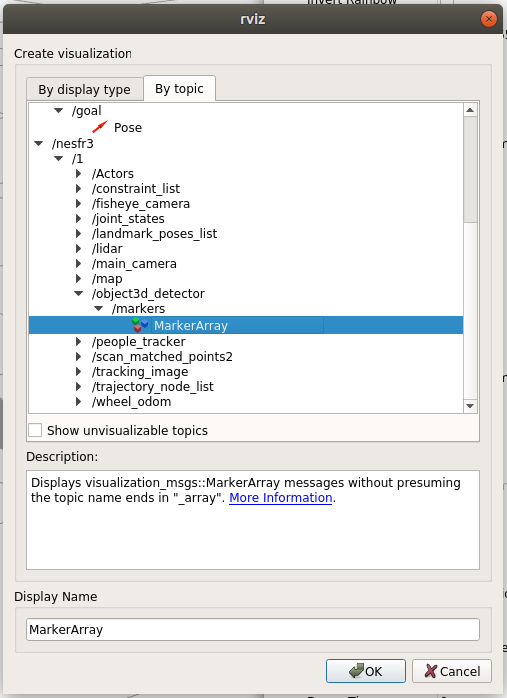 rviz
Create visualization
By display type
By topic
/goal
Pose
/nesfr3
/1
/Actors
/constraint_list
/fisheye_camera
/joint_states
/landmark_poses_list
/lidar
/main_camera
/map
/object3d_detector
/markers
MarkerArray
/people_tracker
/scan_matched_points2
/tracking_image
/trajectory_node_list
/wheel_odom
Show unvisualizable topics
Description:
Displays visualization_msgs::MarkerArray messages without presuming
the topic name ends in "_array". More Information.
Display Name
MarkerArray
OK
Cancel